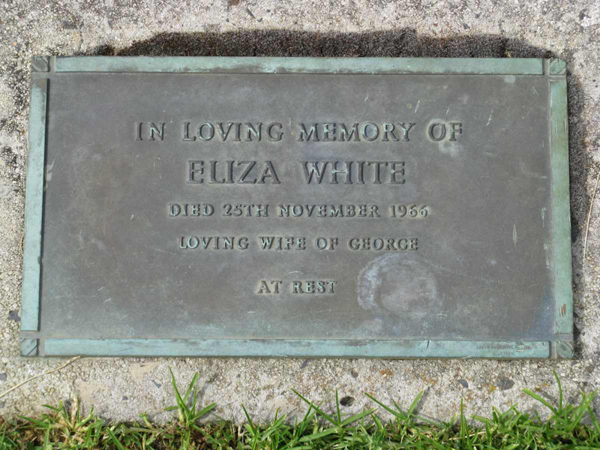 IN LOVING MEMORY OF
ELIZA WHITE
DIED 25TH NOVEMBER 1966
LOVING WIFE OF GEORGE
AT REST